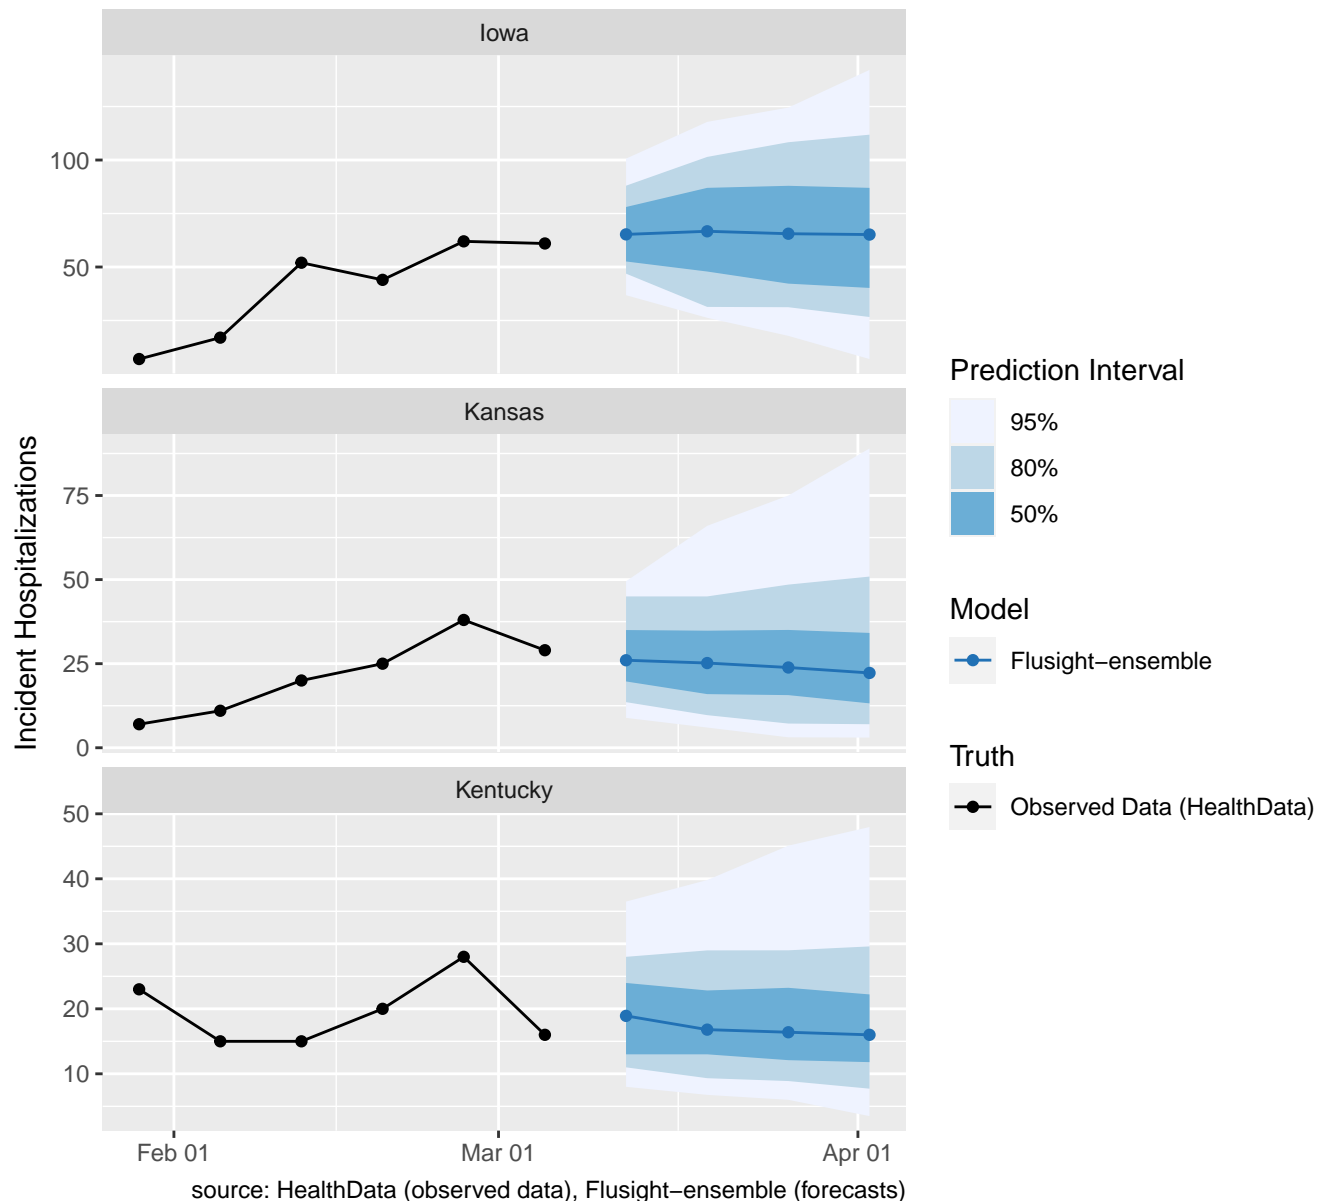 Iowa
100
50
Kansas
75
50
25
0
Kentucky
50
40
30
20
10
Feb 01
Mar 01
Apr 01
Incident Hospitalizations
source: HealthData (observed data), Flusight−ensemble (forecasts)
Prediction Interval
95%
80%
50%
Model
Flusight−ensemble
Truth
Observed Data (HealthData)